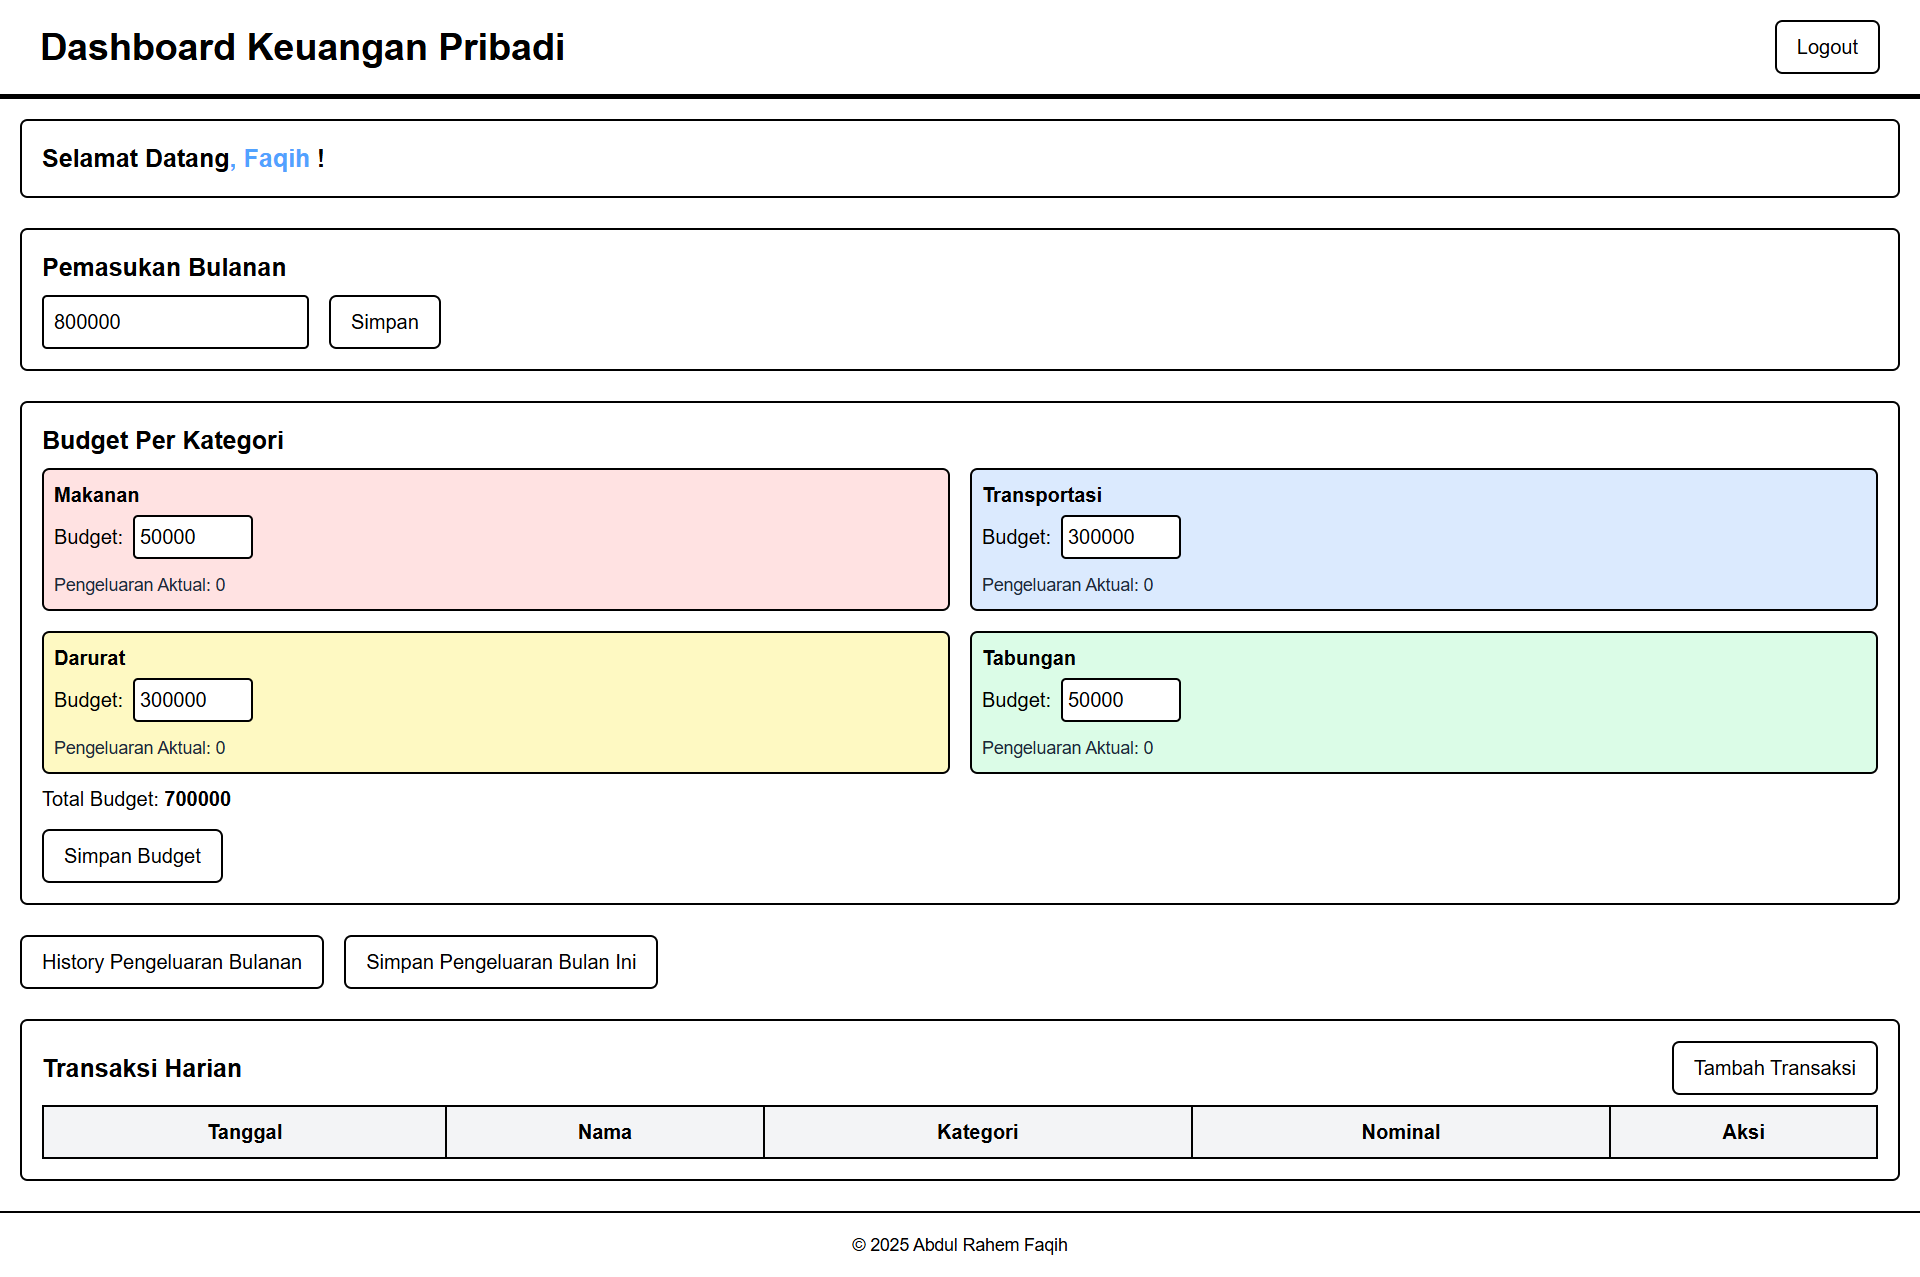 Dashboard Keuangan Pribadi
Logout
Selamat Datang, Faqih !
Pemasukan Bulanan
800000
Simpan
Budget Per Kategori
Makanan
Budget: 50000
Pengeluaran Aktual: 0
Transportasi
Budget: 300000
Pengeluaran Aktual: 0
Darurat
Budget: 300000
Pengeluaran Aktual: 0
Tabungan
Budget: 50000
Pengeluaran Aktual: 0
Total Budget: 700000
Simpan Budget
History Pengeluaran Bulanan
Simpan Pengeluaran Bulan Ini
Transaksi Harian
Tambah Transaksi
Tanggal Nama Kategori Nominal Aksi
© 2025 Abdul Rahem Faqih